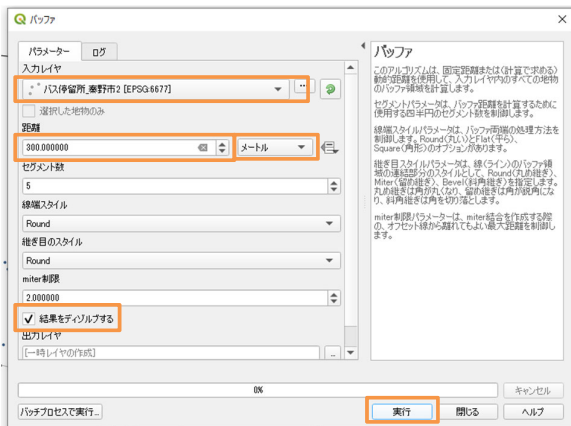 バッファ
パラメーター ログ
入力レイヤ
バス停留所_秦野市2 [EPSG:6677]
選択した地物のみ
距離
300.000000 メートル
セグメント数
5
線端スタイル
Round
継ぎ目のスタイル
Round
miter制限
2.000000
結果をディゾルブする
出力レイヤ
[一時レイヤの作成]
バッファ
このアルゴリズムは、固定距離または(計算で求める)
動的距離を使用して、入力レイヤ内のすべての地物
のバッファ領域を計算します。
セグメントパラメータは、バッファ距離を計算するために
使用する四半円のセグメント数を制御します。
線端スタイルパラメータは、バッファ両端の処理方法を
制御します。Round(丸い)とFlat(平ら)、
Square(角形)のオプションがあります。
継ぎ目スタイルパラメータは、線(ライン)のバッファ領
域の連結部分のスタイルとして、Round(丸め継ぎ)、
Miter(留め継ぎ)、Bevel(斜角継ぎ)を指定します。
丸め継ぎは角が丸くなり、留め継ぎは角が鋭角にな
り、斜角継ぎは角を切り落とします。
miter制限パラメーターは、miter結合を作成する際
の、オフセット線から離れてもよい最大距離を制御し
ます。
0%
キャンセル
バッチプロセスで実行... 実行 閉じる ヘルプ